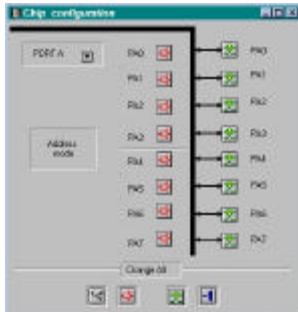 Chip configuration
PORT A
PA0 PA0
PA1 PA1
PA2 PA2
PA3 PA3
Address
mode
PA4 PA4
PA5 PA5
PA6 PA6
PA7 PA7
Change All